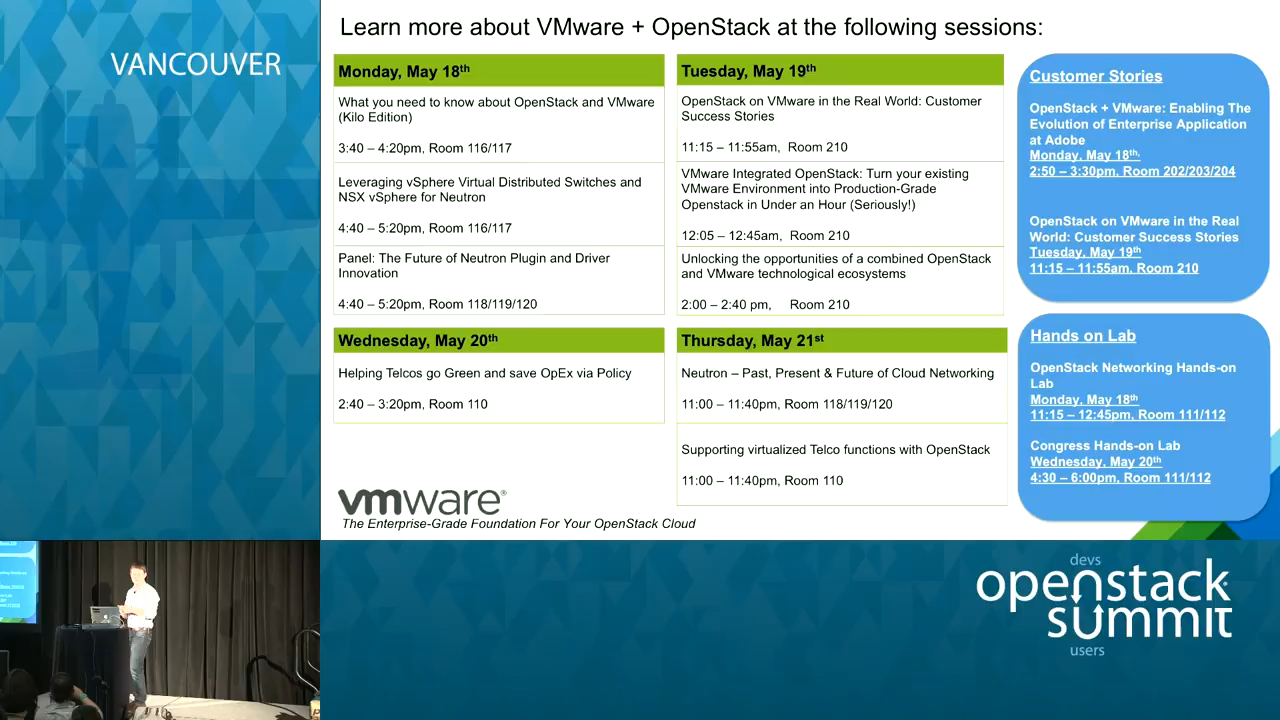 VANCOUVER
Learn more about VMware + OpenStack at the following sessions:
Monday, May 18th
What you need to know about OpenStack and VMware
(Kilo Edition)
3:40 – 4:20pm, Room 116/117
Leveraging vSphere Virtual Distributed Switches and
NSX vSphere for Neutron
4:40 – 5:20pm, Room 116/117
Panel: The Future of Neutron Plugin and Driver
Innovation
4:40 – 5:20pm, Room 118/119/120
Tuesday, May 19th
OpenStack on VMware in the Real World: Customer
Success Stories
11:15 – 11:55am, Room 210
VMware Integrated OpenStack: Turn your existing
VMware Environment into Production-Grade
Openstack in Under an Hour (Seriously!)
12:05 – 12:45am, Room 210
Unlocking the opportunities of a combined OpenStack
and VMware technological ecosystems
2:00 – 2:40 pm, Room 210
Wednesday, May 20th
Helping Telcos go Green and save OpEx via Policy
2:40 – 3:20pm, Room 110
Thursday, May 21st
Neutron – Past, Present & Future of Cloud Networking
11:00 – 11:40pm, Room 118/119/120
Supporting virtualized Telco functions with OpenStack
11:00 – 11:40pm, Room 110
Customer Stories
OpenStack + VMware: Enabling The
Evolution of Enterprise Application
at Adobe
Monday, May 18th,
2:50 – 3:30pm, Room 202/203/204
OpenStack on VMware in the Real
World: Customer Success Stories
Tuesday, May 19th
11:15 – 11:55am, Room 210
Hands on Lab
OpenStack Networking Hands-on
Lab
Monday, May 18th
11:15 – 12:45pm, Room 111/112
Congress Hands-on Lab
Wednesday, May 20th
4:30 – 6:00pm, Room 111/112
vmware®
The Enterprise-Grade Foundation For Your OpenStack Cloud
devs
openstack
summit
users